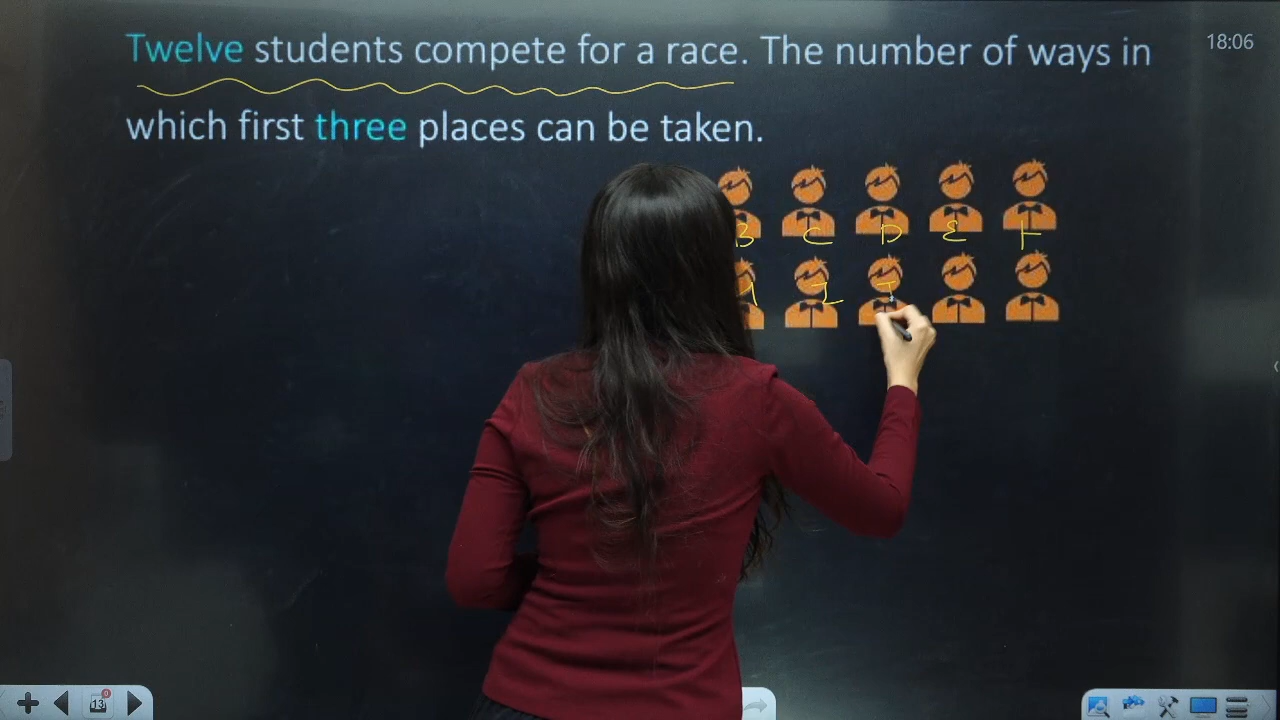 Twelve students compete for a race. The number of ways in
18:06
which first three places can be taken.
B C D E F
I
13